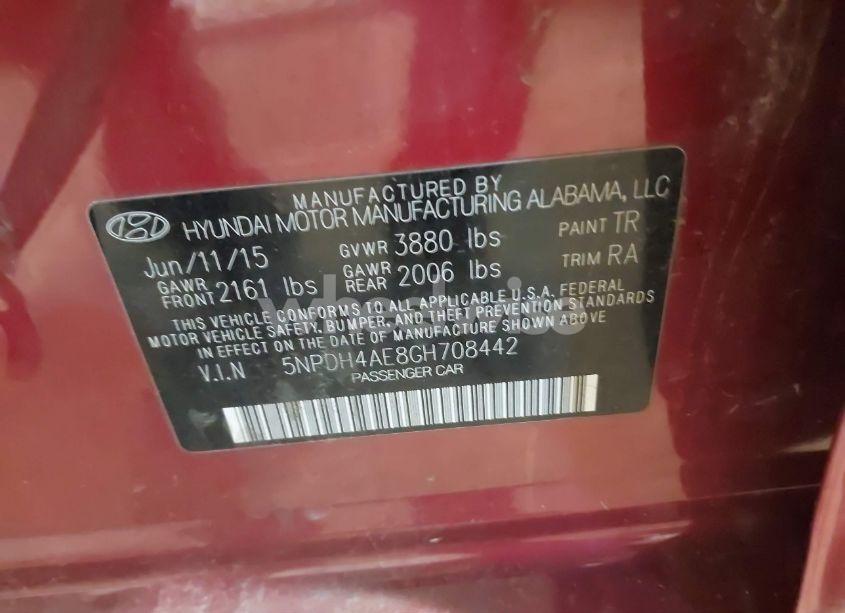 MANUFACTURED BY
HYUNDAI MOTOR MANUFACTURING ALABAMA, LLC
Jun/11/15 GVWR 3880 lbs PAINT TR
GAWR FRONT 2161 lbs GAWR REAR 2006 lbs TRIM RA
THIS VEHICLE CONFORMS TO ALL APPLICABLE U.S.A. FEDERAL
MOTOR VEHICLE SAFETY, BUMPER, AND THEFT PREVENTION STANDARDS
IN EFFECT ON THE DATE OF MANUFACTURE SHOWN ABOVE
V.I.N 5NPDH4AE8GH708442
PASSENGER CAR